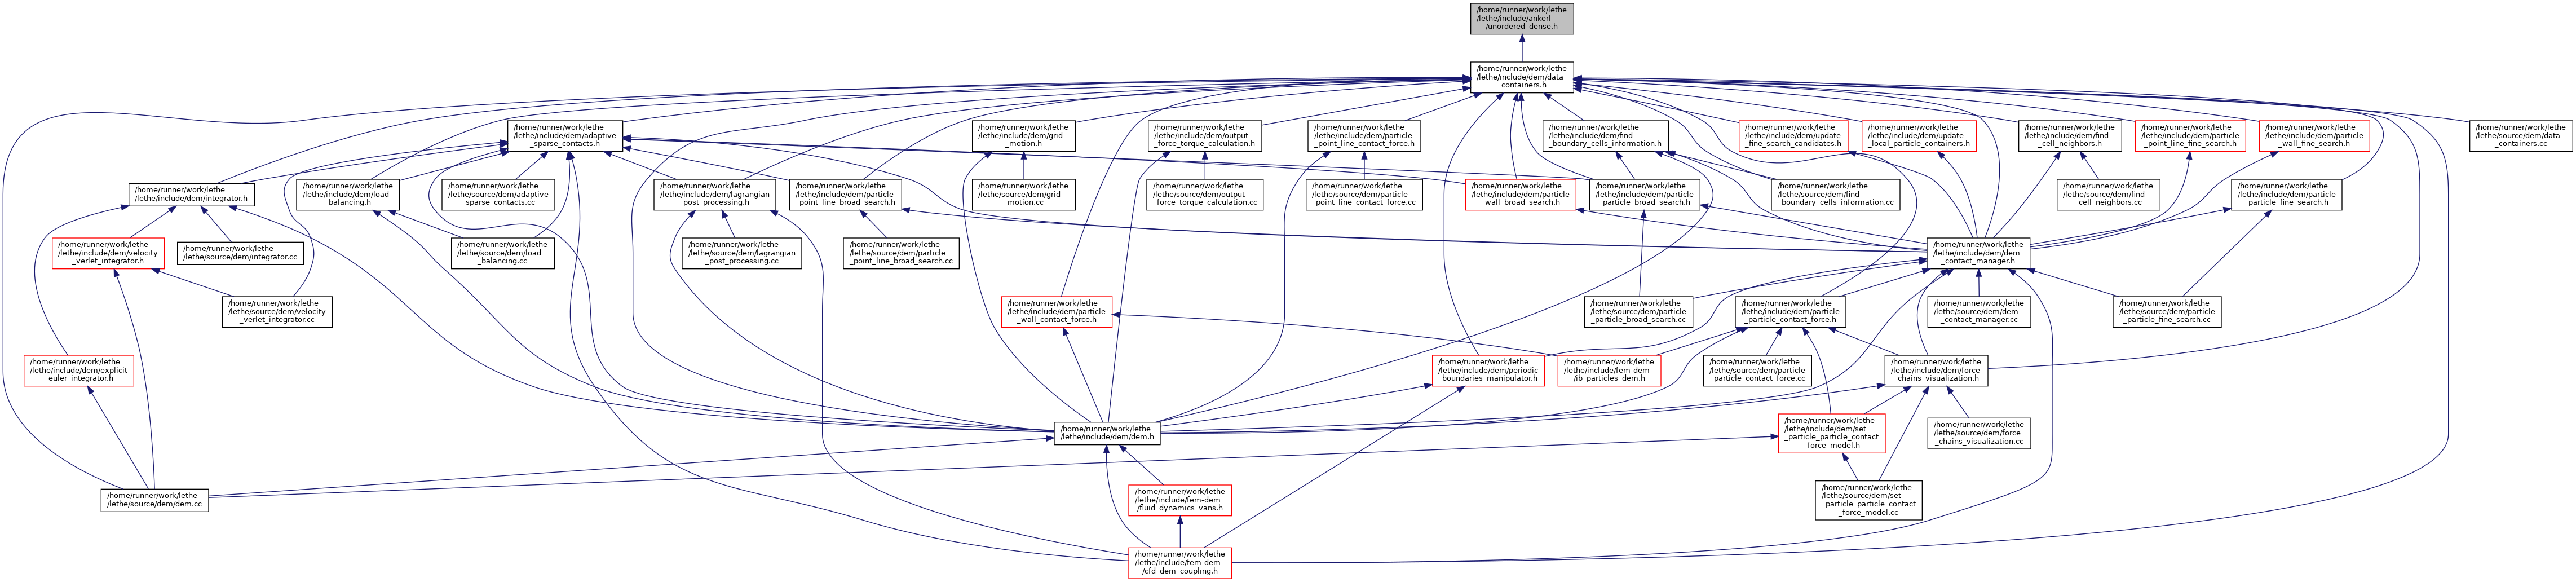 /home/runner/work/lethe
/lethe/include/ankerl
/unordered_dense.h
/home/runner/work/lethe
/lethe/include/dem/data
_containers.h
/home/runner/work/lethe
/lethe/include/dem/adaptive
_sparse_contacts.h
/home/runner/work/lethe
/lethe/include/dem/grid
_motion.h
/home/runner/work/lethe
/lethe/include/dem/output
_force_torque_calculation.h
/home/runner/work/lethe
/lethe/include/dem/particle
_point_line_contact_force.h
/home/runner/work/lethe
/lethe/include/dem/find
_boundary_cells_information.h
/home/runner/work/lethe
/lethe/include/dem/update
_fine_search_candidates.h
/home/runner/work/lethe
/lethe/include/dem/update
_local_particle_containers.h
/home/runner/work/lethe
/lethe/include/dem/find
_cell_neighbors.h
/home/runner/work/lethe
/lethe/include/dem/particle
_point_line_fine_search.h
/home/runner/work/lethe
/lethe/include/dem/particle
_wall_fine_search.h
/home/runner/work/lethe
/lethe/source/dem/data
_containers.cc
/home/runner/work/lethe
/lethe/include/dem/integrator.h
/home/runner/work/lethe
/lethe/include/dem/load
_balancing.h
/home/runner/work/lethe
/lethe/source/dem/adaptive
_sparse_contacts.cc
/home/runner/work/lethe
/lethe/include/dem/lagrangian
_post_processing.h
/home/runner/work/lethe
/lethe/include/dem/particle
_point_line_broad_search.h
/home/runner/work/lethe
/lethe/source/dem/grid
_motion.cc
/home/runner/work/lethe
/lethe/source/dem/output
_force_torque_calculation.cc
/home/runner/work/lethe
/lethe/source/dem/particle
_point_line_contact_force.cc
/home/runner/work/lethe
/lethe/include/dem/particle
_wall_broad_search.h
/home/runner/work/lethe
/lethe/include/dem/particle
_particle_broad_search.h
/home/runner/work/lethe
/lethe/source/dem/find
_boundary_cells_information.cc
/home/runner/work/lethe
/lethe/source/dem/find
_cell_neighbors.cc
/home/runner/work/lethe
/lethe/include/dem/particle
_particle_fine_search.h
/home/runner/work/lethe
/lethe/include/dem/velocity
_verlet_integrator.h
/home/runner/work/lethe
/lethe/source/dem/integrator.cc
/home/runner/work/lethe
/lethe/source/dem/load
_balancing.cc
/home/runner/work/lethe
/lethe/source/dem/lagrangian
_post_processing.cc
/home/runner/work/lethe
/lethe/source/dem/particle
_point_line_broad_search.cc
/home/runner/work/lethe
/lethe/include/dem/dem
_contact_manager.h
/home/runner/work/lethe
/lethe/source/dem/velocity
_verlet_integrator.cc
/home/runner/work/lethe
/lethe/include/dem/particle
_wall_contact_force.h
/home/runner/work/lethe
/lethe/source/dem/particle
_particle_broad_search.cc
/home/runner/work/lethe
/lethe/include/dem/particle
_particle_contact_force.h
/home/runner/work/lethe
/lethe/source/dem/dem
_contact_manager.cc
/home/runner/work/lethe
/lethe/source/dem/particle
_particle_fine_search.cc
/home/runner/work/lethe
/lethe/include/dem/explicit
_euler_integrator.h
/home/runner/work/lethe
/lethe/include/dem/periodic
_boundaries_manipulator.h
/home/runner/work/lethe
/lethe/include/fem-dem
/ib_particles_dem.h
/home/runner/work/lethe
/lethe/source/dem/particle
_particle_contact_force.cc
/home/runner/work/lethe
/lethe/include/dem/force
_chains_visualization.h
/home/runner/work/lethe
/lethe/include/dem/dem.h
/home/runner/work/lethe
/lethe/include/dem/set
_particle_particle_contact
_force_model.h
/home/runner/work/lethe
/lethe/source/dem/force
_chains_visualization.cc
/home/runner/work/lethe
/lethe/source/dem/dem.cc
/home/runner/work/lethe
/lethe/include/fem-dem
/fluid_dynamics_vans.h
/home/runner/work/lethe
/lethe/source/dem/set
_particle_particle_contact
_force_model.cc
/home/runner/work/lethe
/lethe/include/fem-dem
/cfd_dem_coupling.h